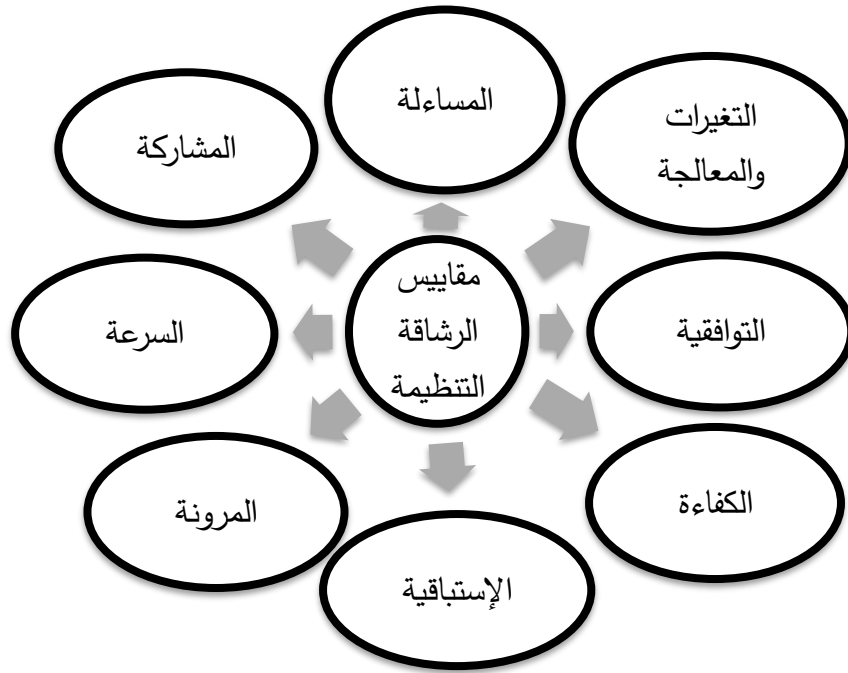 المساءلة
التغيرات
والمعالجة
المشاركة
مقاييس
الرشاقة
التنظيمة
التوافقية
السرعة
الكفاءة
المرونة
الإستباقية